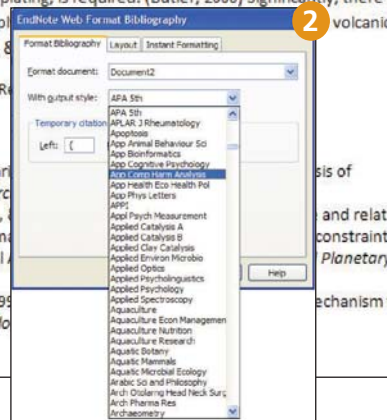 plating, is required. (Butler, 2000) Significantly, there
EndNote Web Format Bibliography
2
volcanic
&
Format Bibliography Layout Instant Formatting
Format document: Document2
With output style: APA 5th
Temporary citation
Left: {
APA 5th
APLAR J Rheumatology
Apoptosis
App Animal Behaviour Sci
App Bioinformatics
App Cognitive Psychology
App Comp Harm Analysis
App Health Eco Health Pol
App Phys Letters
APPI
Appl Psych Measurement
Applied Catalysis A
Applied Catalysis B
Applied Clay Catalysis
Applied Environ Microbio
Applied Optics
Applied Psycholinguistics
Applied Psychology
Applied Spectroscopy
Aquaculture
Aquaculture Econ Managemen
Aquaculture Nutrition
Aquaculture Research
Aquatic Botany
Aquatic Mammals
Aquatic Microbial Ecology
Arabic Sci and Philosophy
Arch Otolarng Head Neck Surg
Arch Pharma Res
Archaeometry
Help
sis of
and relat
constraint
Planetary
echanism